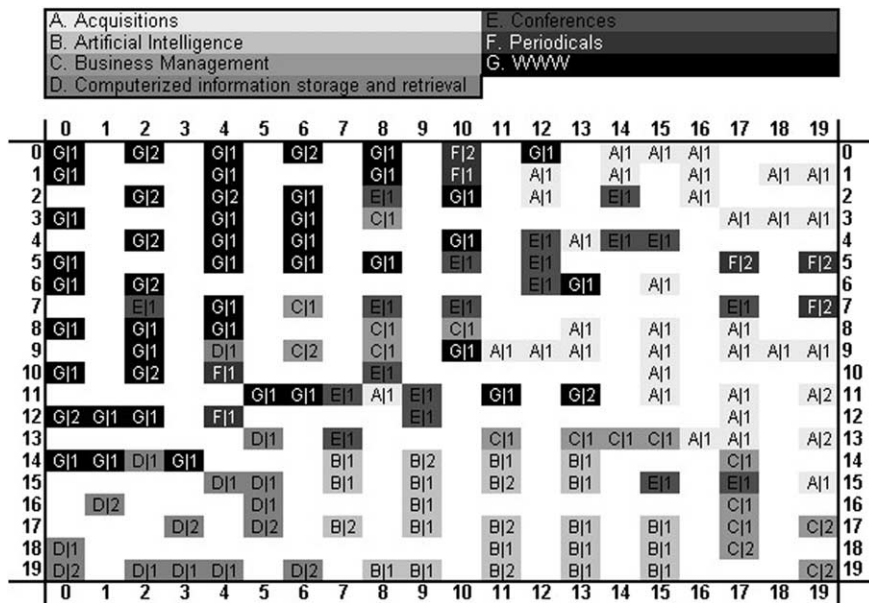 A. Acquisitions E. Conferences
B. Artificial Intelligence F. Periodicals
C. Business Management G. WWW
D. Computerized information storage and retrieval
0 1 2 3 4 5 6 7 8 9 10 11 12 13 14 15 16 17 18 19
0 G|1 G|2 G|1 G|2 G|1 F|2 G|1 A|1 A|1 A|1 0
1 G|1 G|1 G|1 F|1 A|1 A|1 A|1 A|1 A|1 1
2 G|2 G|2 G|1 E|1 G|1 A|1 E|1 A|1 2
3 G|1 G|1 G|1 C|1 A|1 A|1 A|1 3
4 G|2 G|1 G|1 G|1 E|1 A|1 E|1 E|1 4
5 G|1 G|1 G|1 G|1 E|1 E|1 F|2 F|2 5
6 G|1 G|2 E|1 G|1 A|1 6
7 E|1 G|1 C|1 E|1 E|1 E|1 F|2 7
8 G|1 G|1 G|1 C|1 C|1 A|1 A|1 A|1 8
9 G|1 D|1 C|2 C|1 G|1 A|1 A|1 A|1 A|1 A|1 A|1 A|1 9
10 G|1 G|2 F|1 E|1 A|1 10
11 G|1 G|1 E|1 A|1 E|1 G|1 G|2 A|1 A|1 A|2 11
12 G|2 G|1 G|1 F|1 E|1 A|1 12
13 D|1 E|1 C|1 C|1 C|1 C|1 A|1 A|1 A|2 13
14 G|1 G|1 D|1 G|1 B|1 B|2 B|1 B|1 C|1 14
15 D|1 D|1 B|1 B|1 B|2 B|1 E|1 E|1 A|1 15
16 D|2 D|1 B|1 C|1 16
17 D|2 D|2 B|2 B|1 B|2 B|1 B|1 C|1 C|2 17
18 D|1 B|1 B|1 B|1 C|2 18
19 D|2 D|1 D|1 D|1 D|2 B|1 B|1 B|2 B|1 B|1 C|2 19
0 1 2 3 4 5 6 7 8 9 10 11 12 13 14 15 16 17 18 19